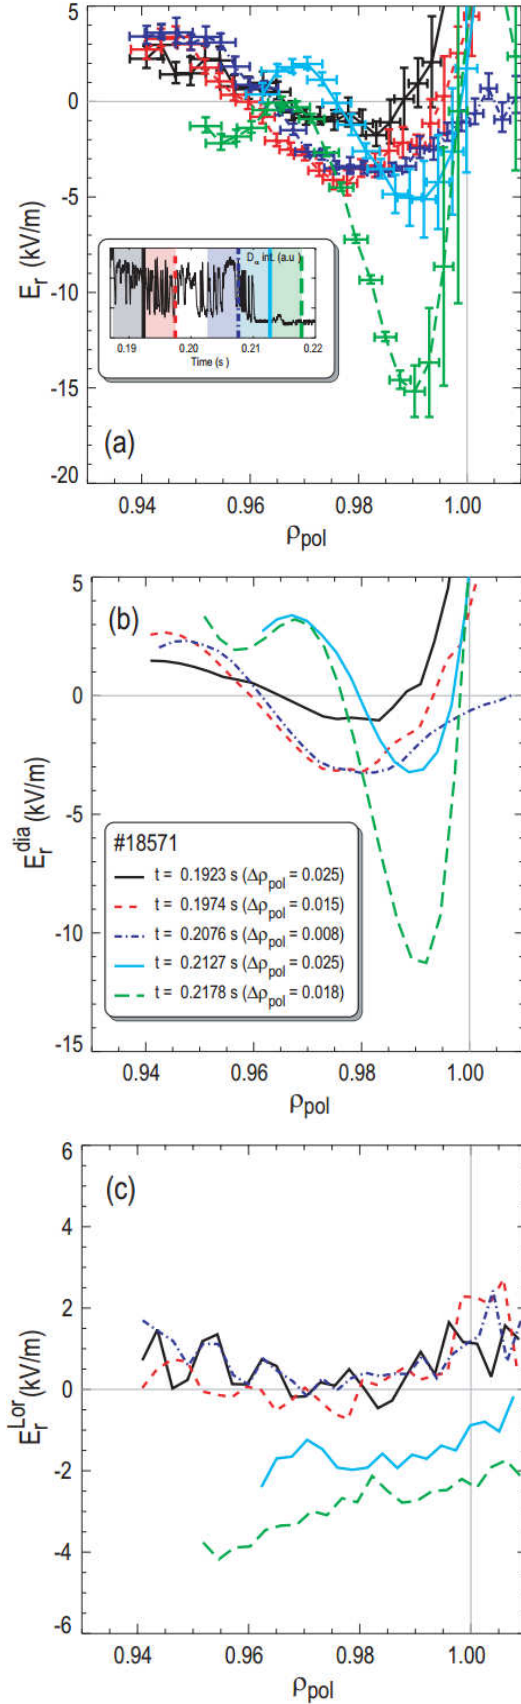 5
0
-5
-10
-15
-20
E_r (kV/m)
D_α int. (a.u.)
0.19 0.20 0.21 0.22
Time (s)
(a)
0.94 0.96 0.98 1.00
ρ_pol
5
0
-5
-10
-15
E_r^dia (kV/m)
(b)
#18571
t = 0.1923 s (Δρ_pol = 0.025)
t = 0.1974 s (Δρ_pol = 0.015)
t = 0.2076 s (Δρ_pol = 0.008)
t = 0.2127 s (Δρ_pol = 0.025)
t = 0.2178 s (Δρ_pol = 0.018)
0.94 0.96 0.98 1.00
ρ_pol
6
4
2
0
-2
-4
-6
E_r^Lor (kV/m)
(c)
0.94 0.96 0.98 1.00
ρ_pol